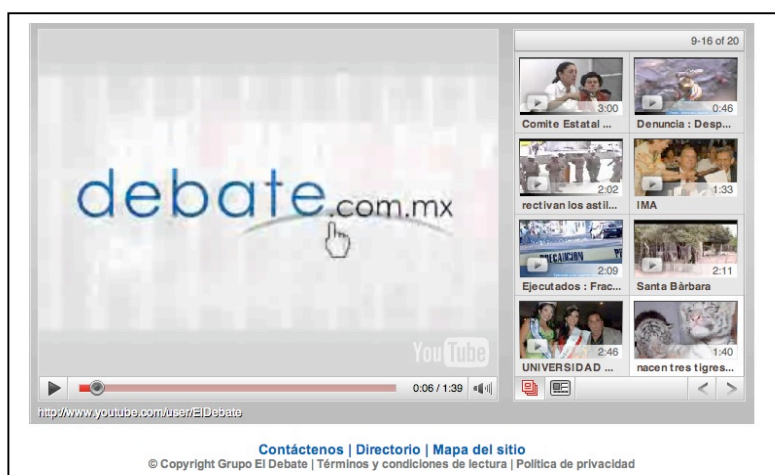 9-16 of 20
debate.com.mx
3:00
0:46
Comite Estatal ...
Denuncia : Desp...
2:02
1:33
rectivan los astil...
IMA
PRECAUCION
2:09
2:11
Ejecutados : Frac...
Santa Bàrbara
2:46
1:40
UNIVERSIDAD ...
nacen tres tigres...
You Tube
0:06 / 1:39
http://www.youtube.com/user/ElDebate
Contáctenos | Directorio | Mapa del sitio
© Copyright Grupo El Debate | Términos y condiciones de lectura | Política de privacidad